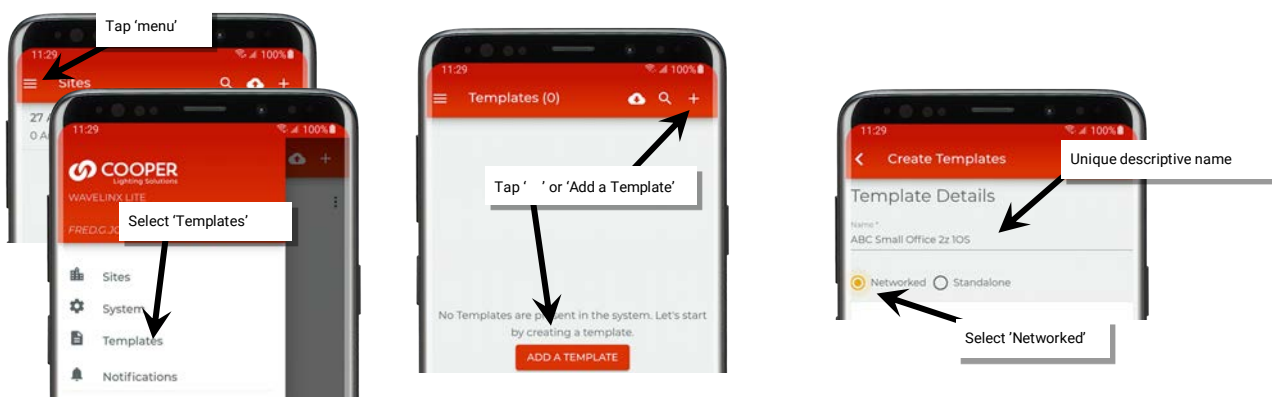 Tap ‘menu’
11:29
100%
Sites
27 A
0 A
11:29
100%
COOPER
Lighting Solutions
WAVELINX LITE
Select ‘Templates’
FRED.G.JO
Sites
System
Templates
Notifications
11:29
100%
Templates (0)
Tap ‘ ’ or ‘Add a Template’
No Templates are present in the system. Let's start
by creating a template.
ADD A TEMPLATE
11:29
100%
Create Templates
Unique descriptive name
Template Details
Name *
ABC Small Office 2z 1OS
Networked Standalone
Select ‘Networked’